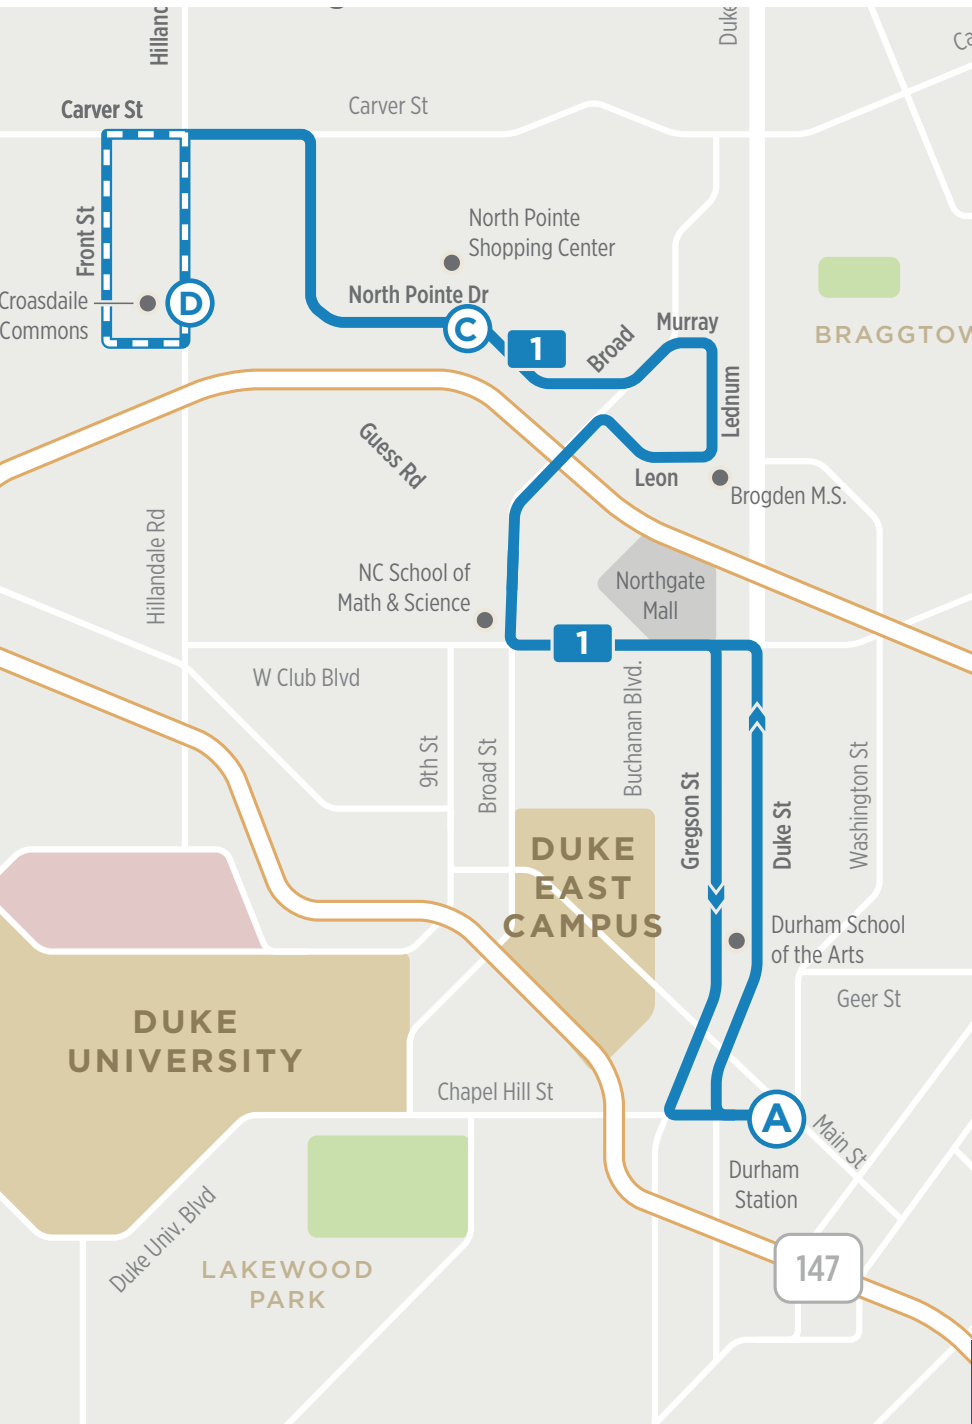 Hillanc
Duke
Ca
Carver St
Carver St
Front St
North Pointe
Shopping Center
Croasdaile
Commons
D
North Pointe Dr
C
1
Broad
Murray
Lednum
BRAGGTOW
Guess Rd
Leon
Brogden M.S.
Hillandale Rd
NC School of
Math & Science
Northgate
Mall
1
W Club Blvd
9th St
Broad St
Buchanan Blvd.
Gregson St
Duke St
Washington St
DUKE
EAST
CAMPUS
Durham School
of the Arts
Geer St
DUKE
UNIVERSITY
Chapel Hill St
A
Main St
Durham
Station
Duke Univ. Blvd
LAKEWOOD
PARK
147